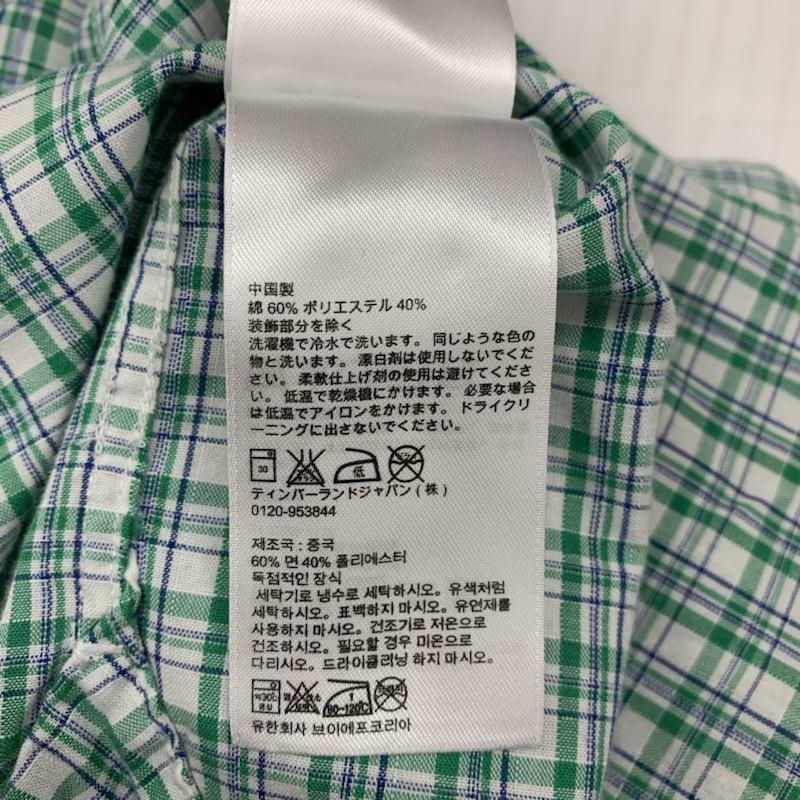 中国製
綿 60% ポリエステル 40%
装飾部分を除く
洗濯機で冷水で洗います。 同じような色の
物と洗います。 漂白剤は使用しないでくださ
い。 柔軟仕上げ剤の使用は避けてください
。 低温で乾燥機にかけます。 必要な場合
は低温でアイロンをかけます。 ドライクリ
ーニングに出さないでください。
30 低
ティンバーランドジャパン ( 株 )
0120-953844
제조국 : 중국
60% 면 40% 폴리에스터
독점적인 장식
세탁기로 냉수로 세탁하시오. 유색처럼
세탁하시오. 표백하지 마시오. 유연제를
사용하지 마시오. 건조기로 저온으로
건조하시오. 필요할 경우 미온으로
다리시오. 드라이클리닝 하지 마시오.
80-120℃
유한회사 브이에프코리아